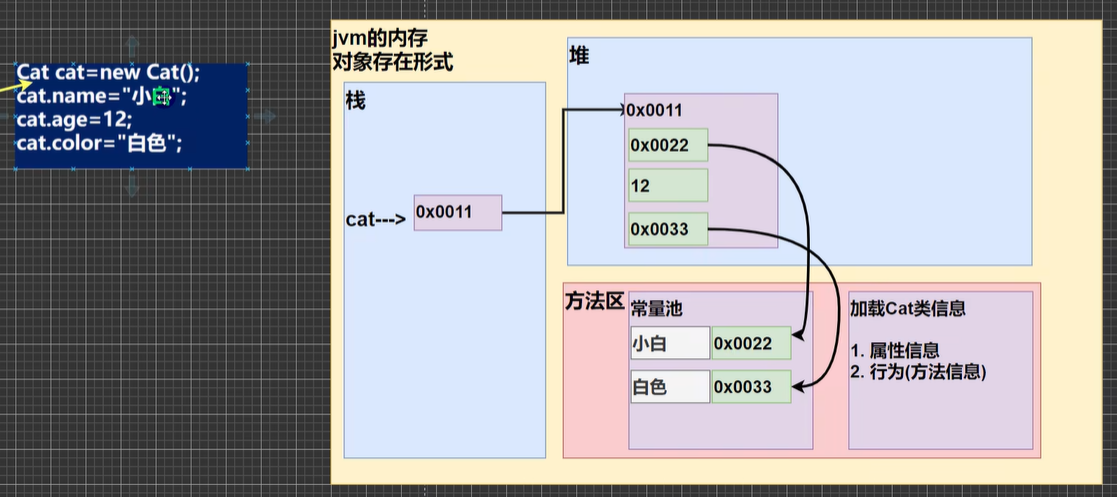 Cat cat=new Cat();
cat.name="小白";
cat.age=12;
cat.color="白色";
jvm的内存
对象存在形式
栈
cat--->
0x0011
堆
0x0011
0x0022
12
0x0033
方法区
常量池
小白
0x0022
白色
0x0033
加载Cat类信息
1. 属性信息
2. 行为(方法信息)